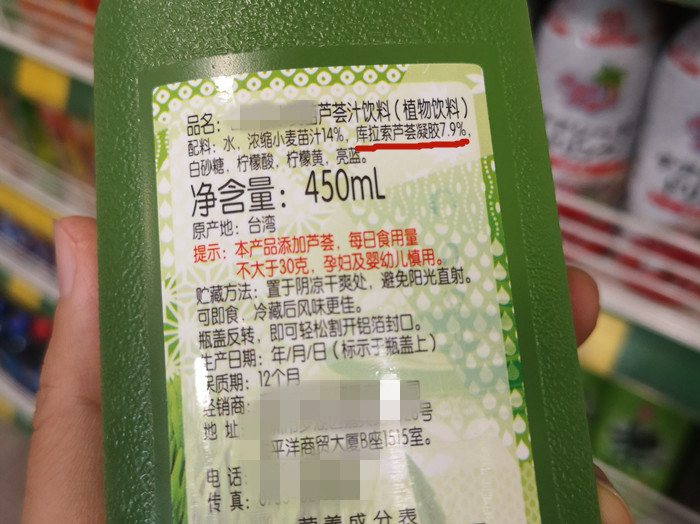 品名： 芦荟汁饮料（植物饮料）
配料：水，浓缩小麦苗汁14%，库拉索芦荟凝胶7.9%，
白砂糖，柠檬酸，柠檬黄，亮蓝。
净含量：450mL
原产地：台湾
提示：本产品添加芦荟，每日食用量
不大于30克，孕妇及婴幼儿慎用。
贮藏方法：置于阴凉干爽处，避免阳光直射。
可即食，冷藏后风味更佳。
瓶盖反转，即可轻松割开铝箔封口。
生产日期：年/月/日（标示于瓶盖上）
保质期：12个月
经销商：
地 址 号
平洋商贸大厦B座1515室。
电 话
传 真：
营养成分表